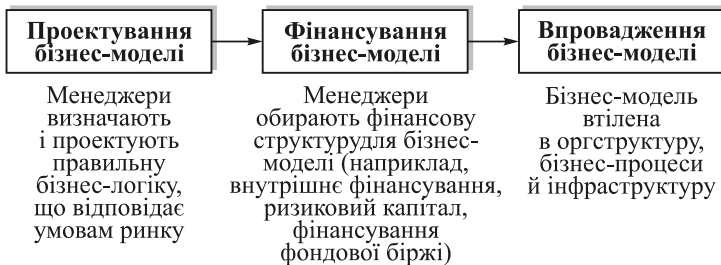 Проектування
бізнес-моделі
Менеджери
визначають
і проектують
правильну
бізнес-логіку,
що відповідає
умовам ринку
Фінансування
бізнес-моделі
Менеджери
обирають фінансову
структурудля бізнес-
моделі (наприклад,
внутрішнє фінансування,
ризиковий капітал,
фінансування
фондової біржі)
Впровадження
бізнес-моделі
Бізнес-модель
втілена
в оргструктуру,
бізнес-процеси
й інфраструктуру